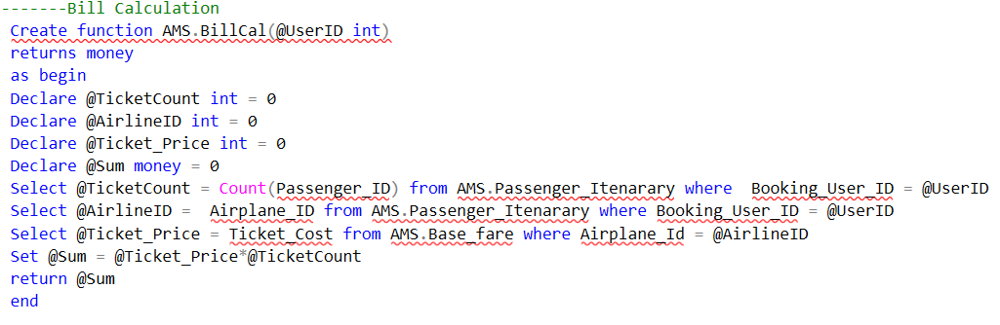 -------Bill Calculation
Create function AMS.BillCal(@UserID int)
returns money
as begin
Declare @TicketCount int = 0
Declare @AirlineID int = 0
Declare @Ticket_Price int = 0
Declare @Sum money = 0
Select @TicketCount = Count(Passenger_ID) from AMS.Passenger_Itenarary where  Booking_User_ID = @UserID
Select @AirlineID =  Airplane_ID from AMS.Passenger_Itenarary where Booking_User_ID = @UserID
Select @Ticket_Price = Ticket_Cost from AMS.Base_fare where Airplane_Id = @AirlineID
Set @Sum = @Ticket_Price*@TicketCount
return @Sum
end